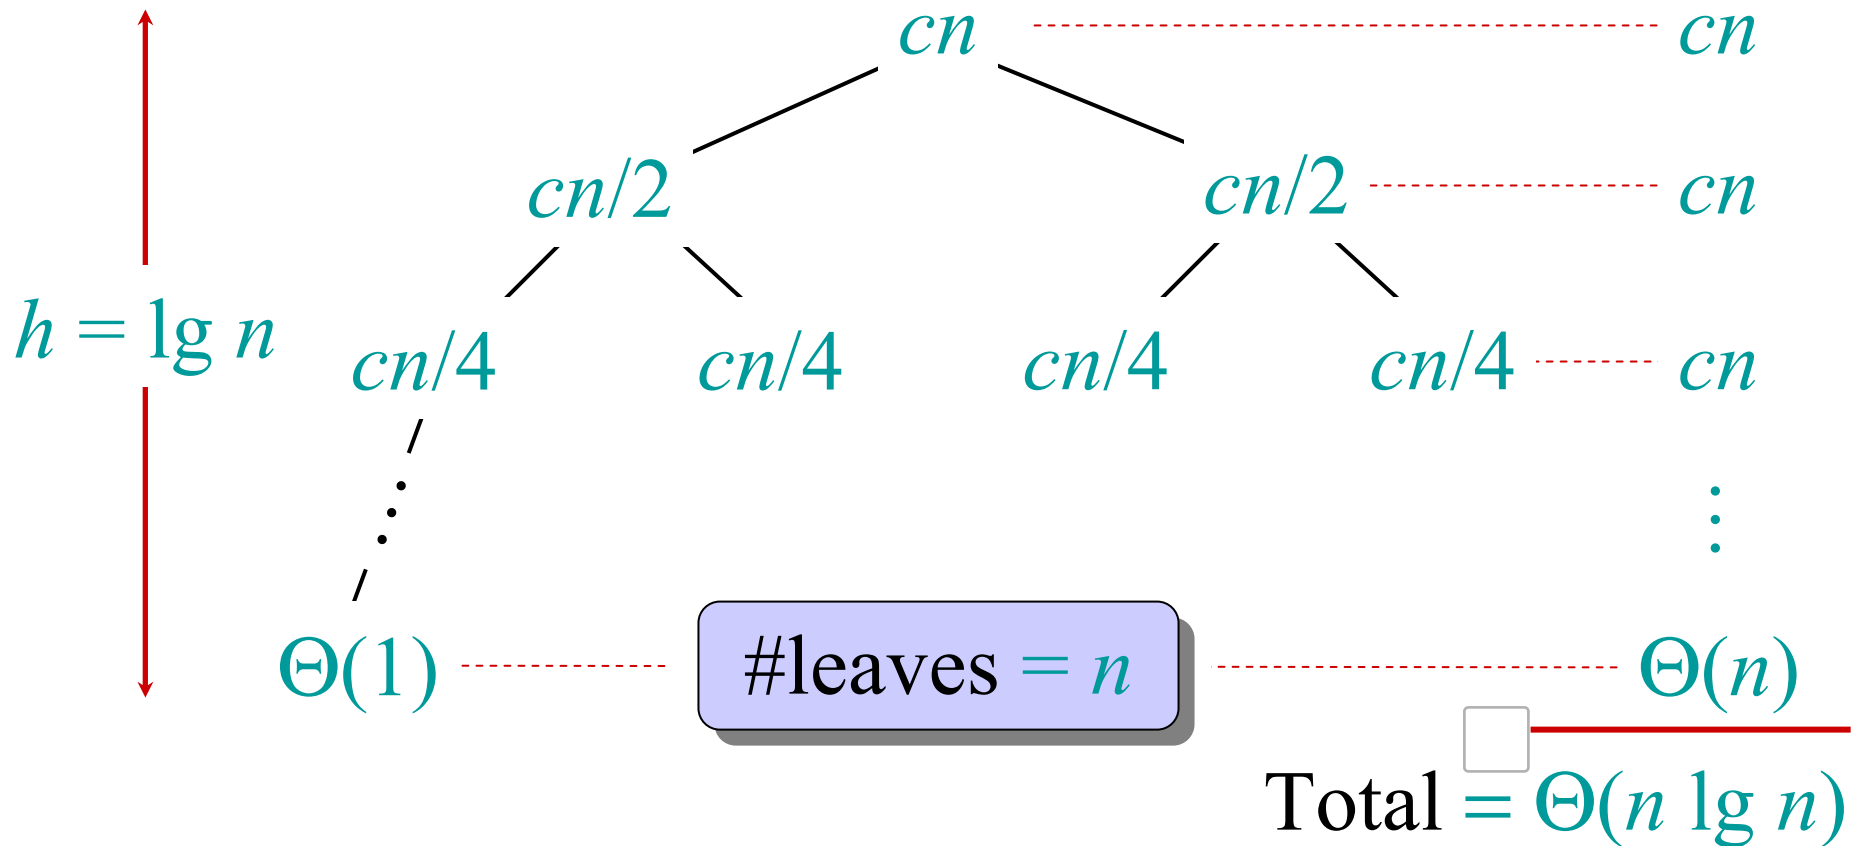 cn cn
cn/2 cn/2 cn
h = lg n
cn/4 cn/4 cn/4 cn/4 cn
Θ(1) #leaves = n Θ(n)
Total = Θ(n lg n)